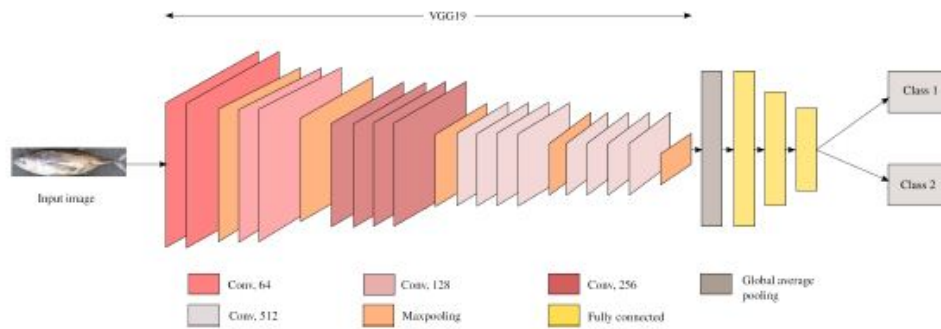 VGG19
Class 1
Input image
Class 2
Conv, 64
Conv, 128
Conv, 256
Global average
pooling
Conv, 512
Maxpooling
Fully connected